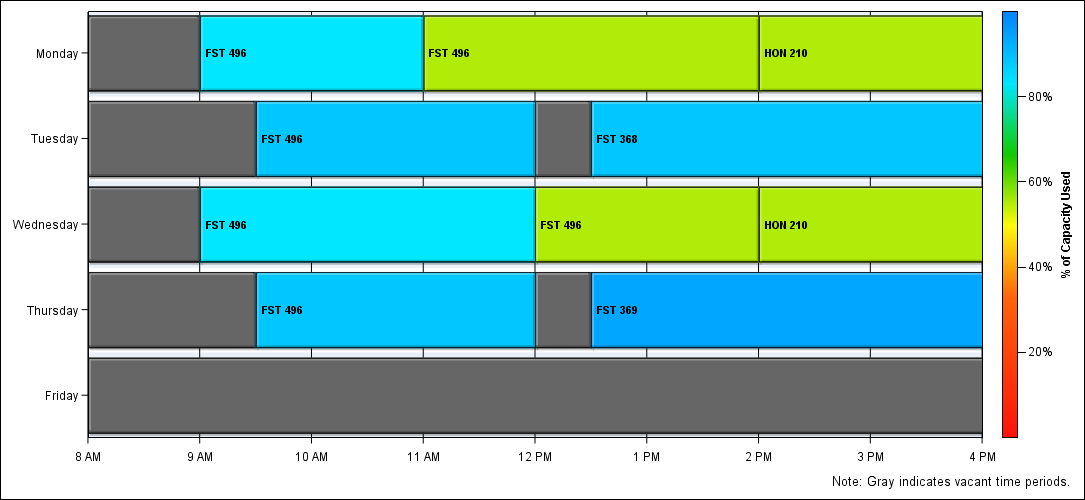 Monday
FST 496
FST 496
HON 210
Tuesday
FST 496
FST 368
Wednesday
FST 496
FST 496
HON 210
Thursday
FST 496
FST 369
Friday
8 AM
9 AM
10 AM
11 AM
12 PM
1 PM
2 PM
3 PM
4 PM
80%
60%
40%
20%
% of Capacity Used
Note: Gray indicates vacant time periods.